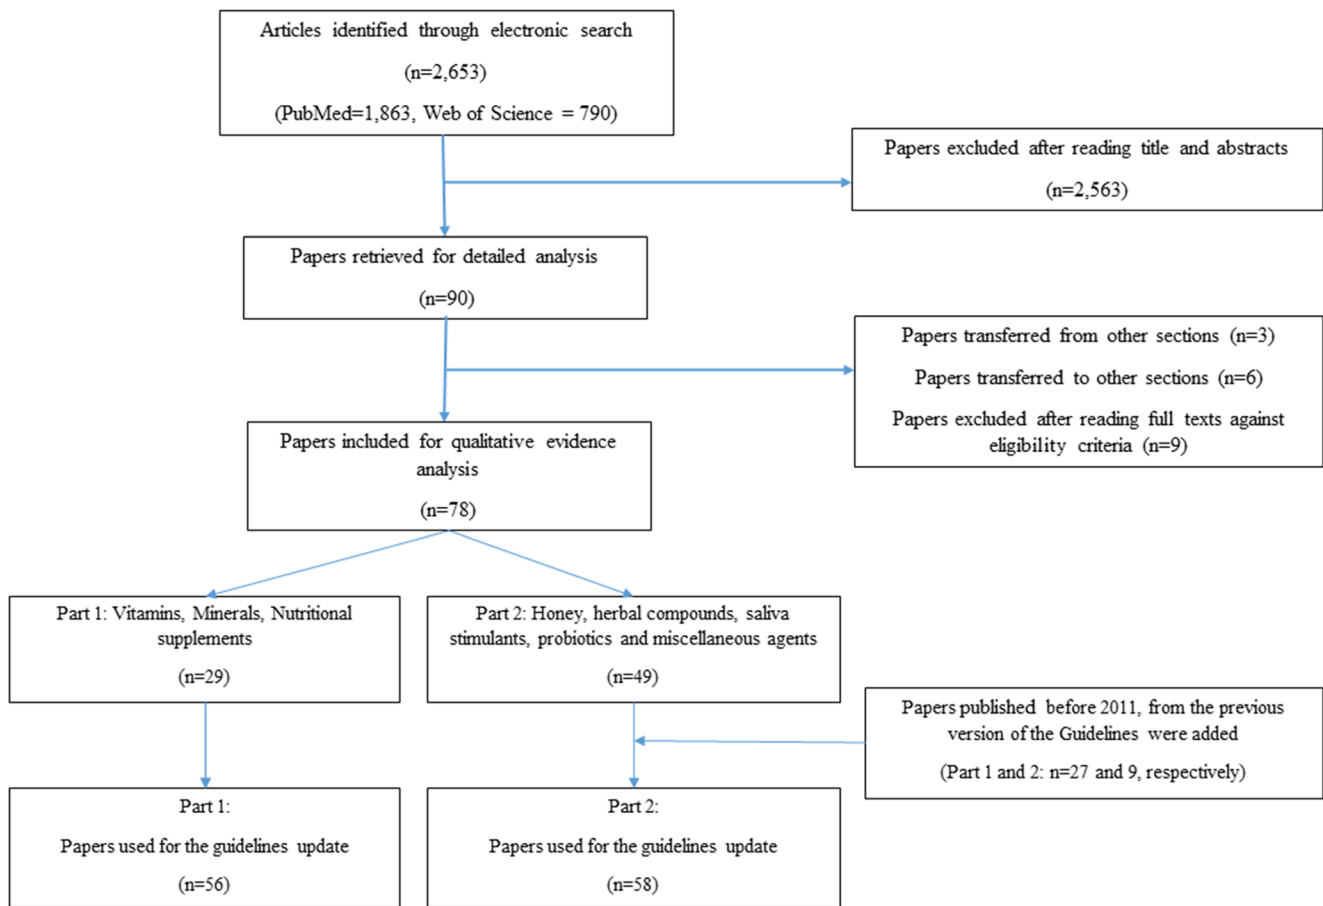 Articles identified through electronic search
(n=2,653)
(PubMed=1,863, Web of Science = 790)
Papers excluded after reading title and abstracts
(n=2,563)
Papers retrieved for detailed analysis
(n=90)
Papers transferred from other sections (n=3)
Papers transferred to other sections (n=6)
Papers excluded after reading full texts against
eligibility criteria (n=9)
Papers included for qualitative evidence
analysis
(n=78)
Part 1: Vitamins, Minerals, Nutritional
supplements
(n=29)
Part 2: Honey, herbal compounds, saliva
stimulants, probiotics and miscellaneous agents
(n=49)
Papers published before 2011, from the previous
version of the Guidelines were added
(Part 1 and 2: n=27 and 9, respectively)
Part 1:
Papers used for the guidelines update
(n=56)
Part 2:
Papers used for the guidelines update
(n=58)